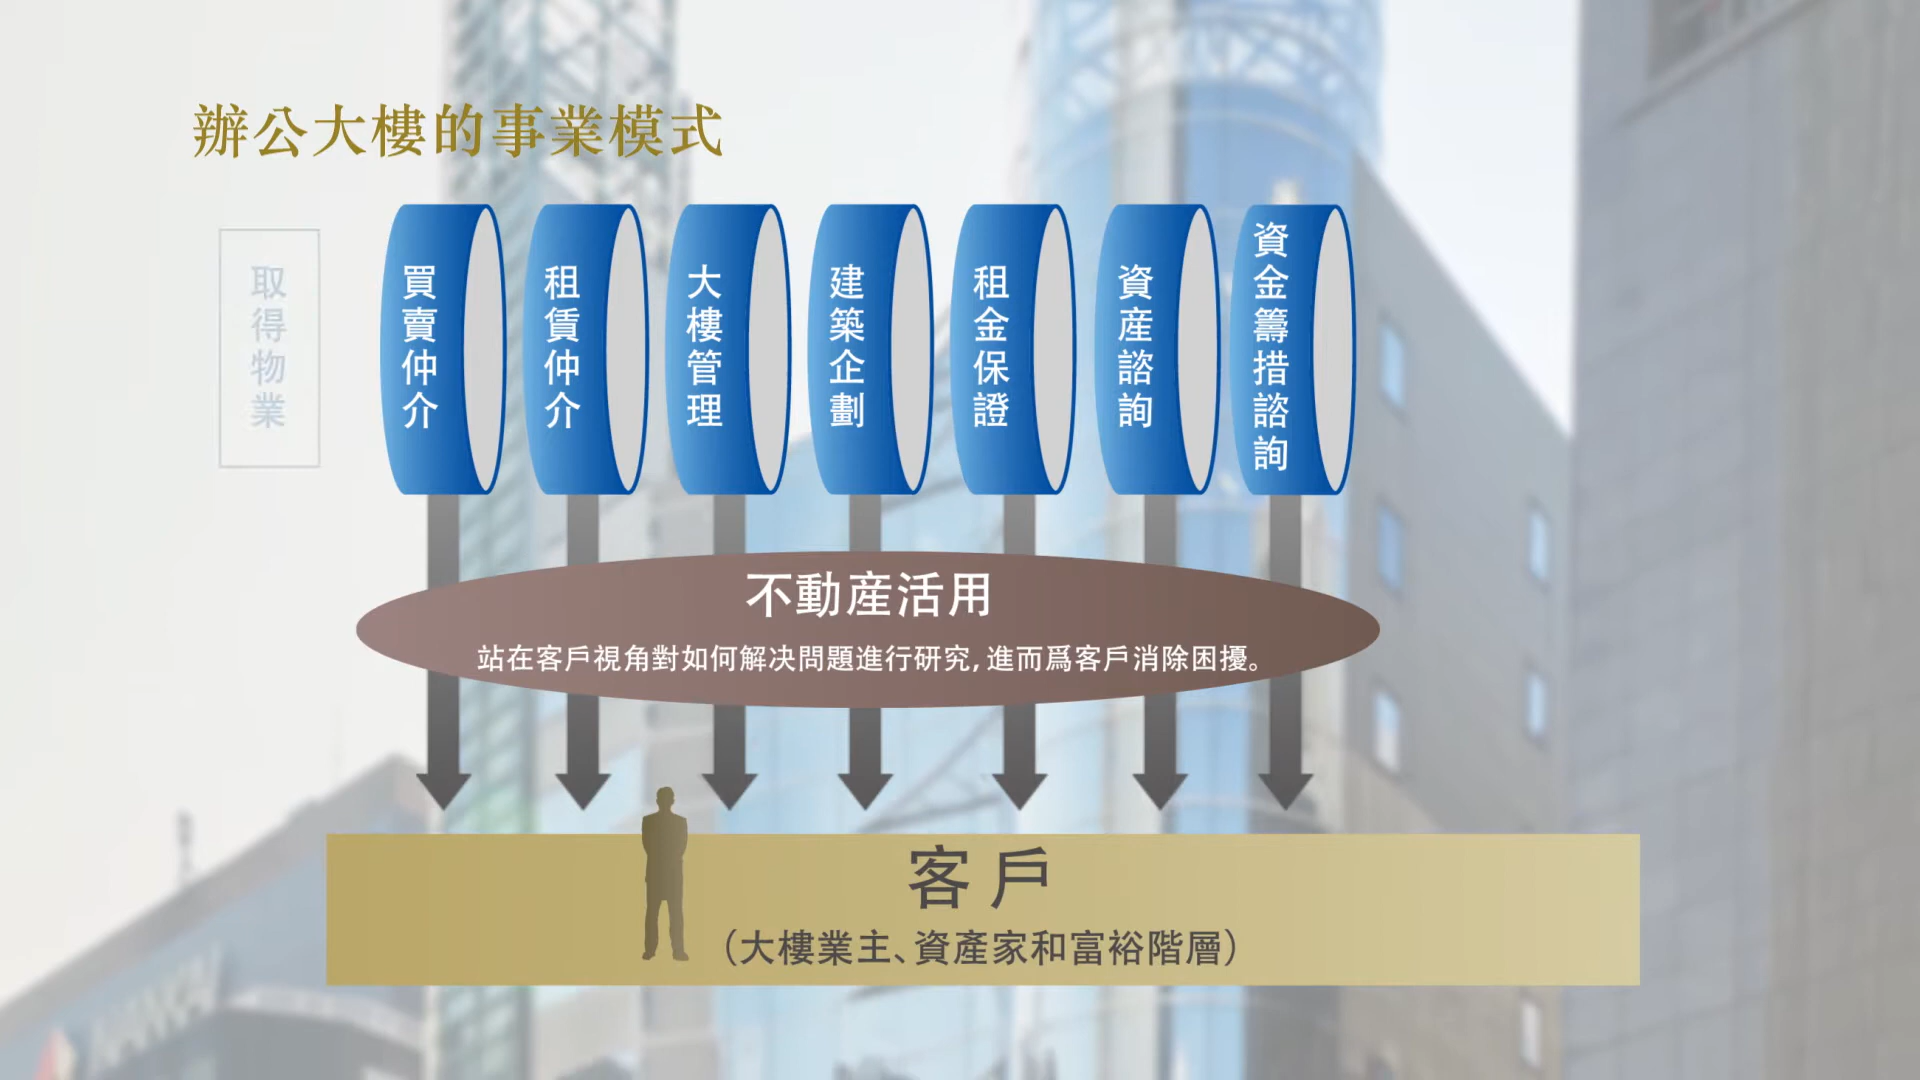 辦公大樓的事業模式
取得物業
買賣仲介
租賃仲介
大樓管理
建築企劃
租金保證
資産諮詢
資金籌措諮詢
不動産活用
站在客戶視角對如何解決問題進行研究,進而爲客戶消除困擾。
客戶
(大樓業主、資產家和富裕階層)